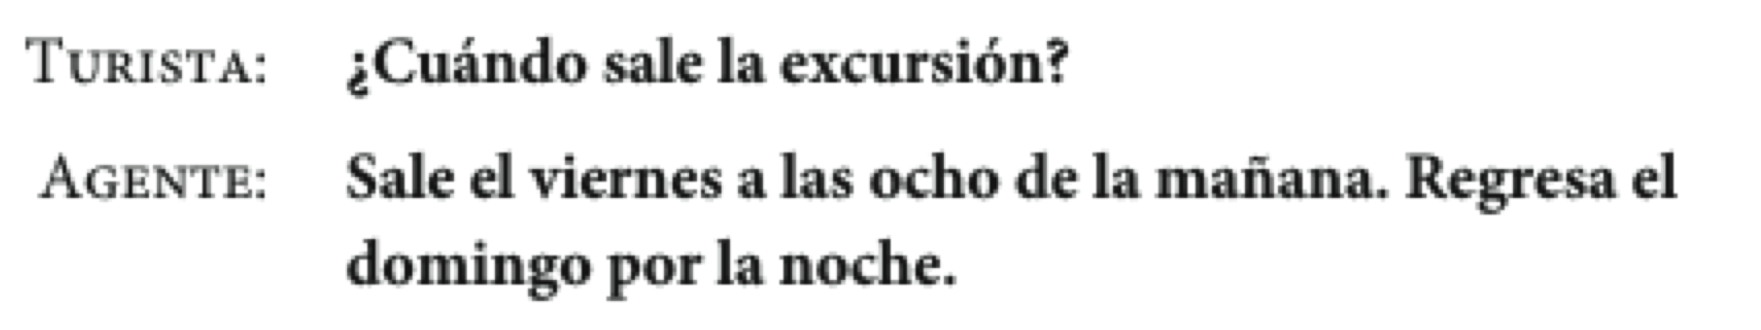 TURISTA: ¿Cuándo sale la excursión?
AGENTE: Sale el viernes a las ocho de la mañana. Regresa el
domingo por la noche.